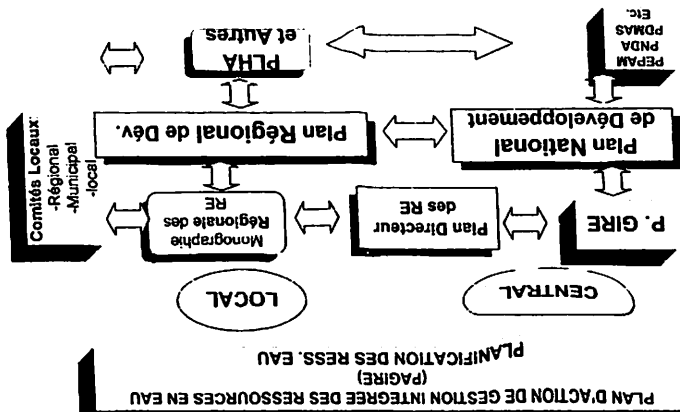 PLAN D'ACTION DE GESTION INTEGREE DES RESSOURCES EN EAU
(PAGIRE)
PLANIFICATION DES RESS. EAU
CENTRAL
LOCAL
P. GIRE
Plan Directeur
des RE
Monographie
Régionale des
RE
Comités Locaux:
-Régional
-Municipal
-local
Plan National
de Développement
Plan Régional de Dév.
PEPAM
PNDA
PDMAS
Etc.
PLHA
et Autres